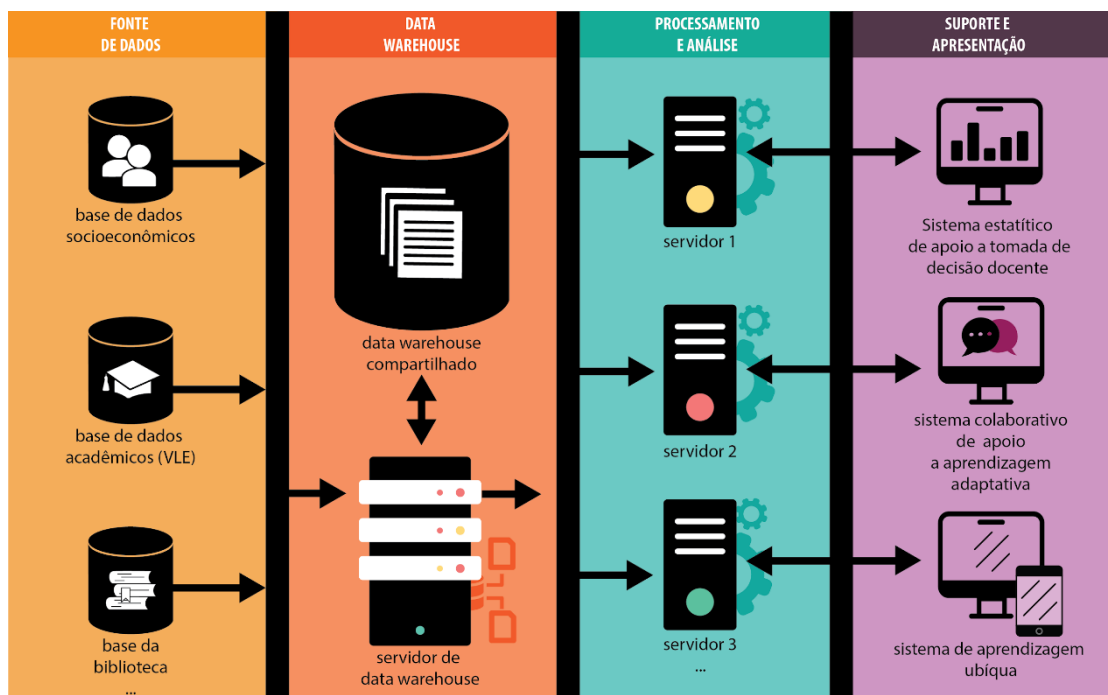 FONTE
DE DADOS
DATA
WAREHOUSE
PROCESSAMENTO
E ANÁLISE
SUPORTE E
APRESENTAÇÃO
base de dados
socioeconômicos
base de dados
acadêmicos (VLE)
base da
biblioteca
...
data warehouse
compartilhado
servidor de
data warehouse
servidor 1
servidor 2
servidor 3
...
Sistema estatítico
de apoio a tomada de
decisão docente
sistema colaborativo
de apoio
a aprendizagem
adaptativa
sistema de aprendizagem
ubíqua